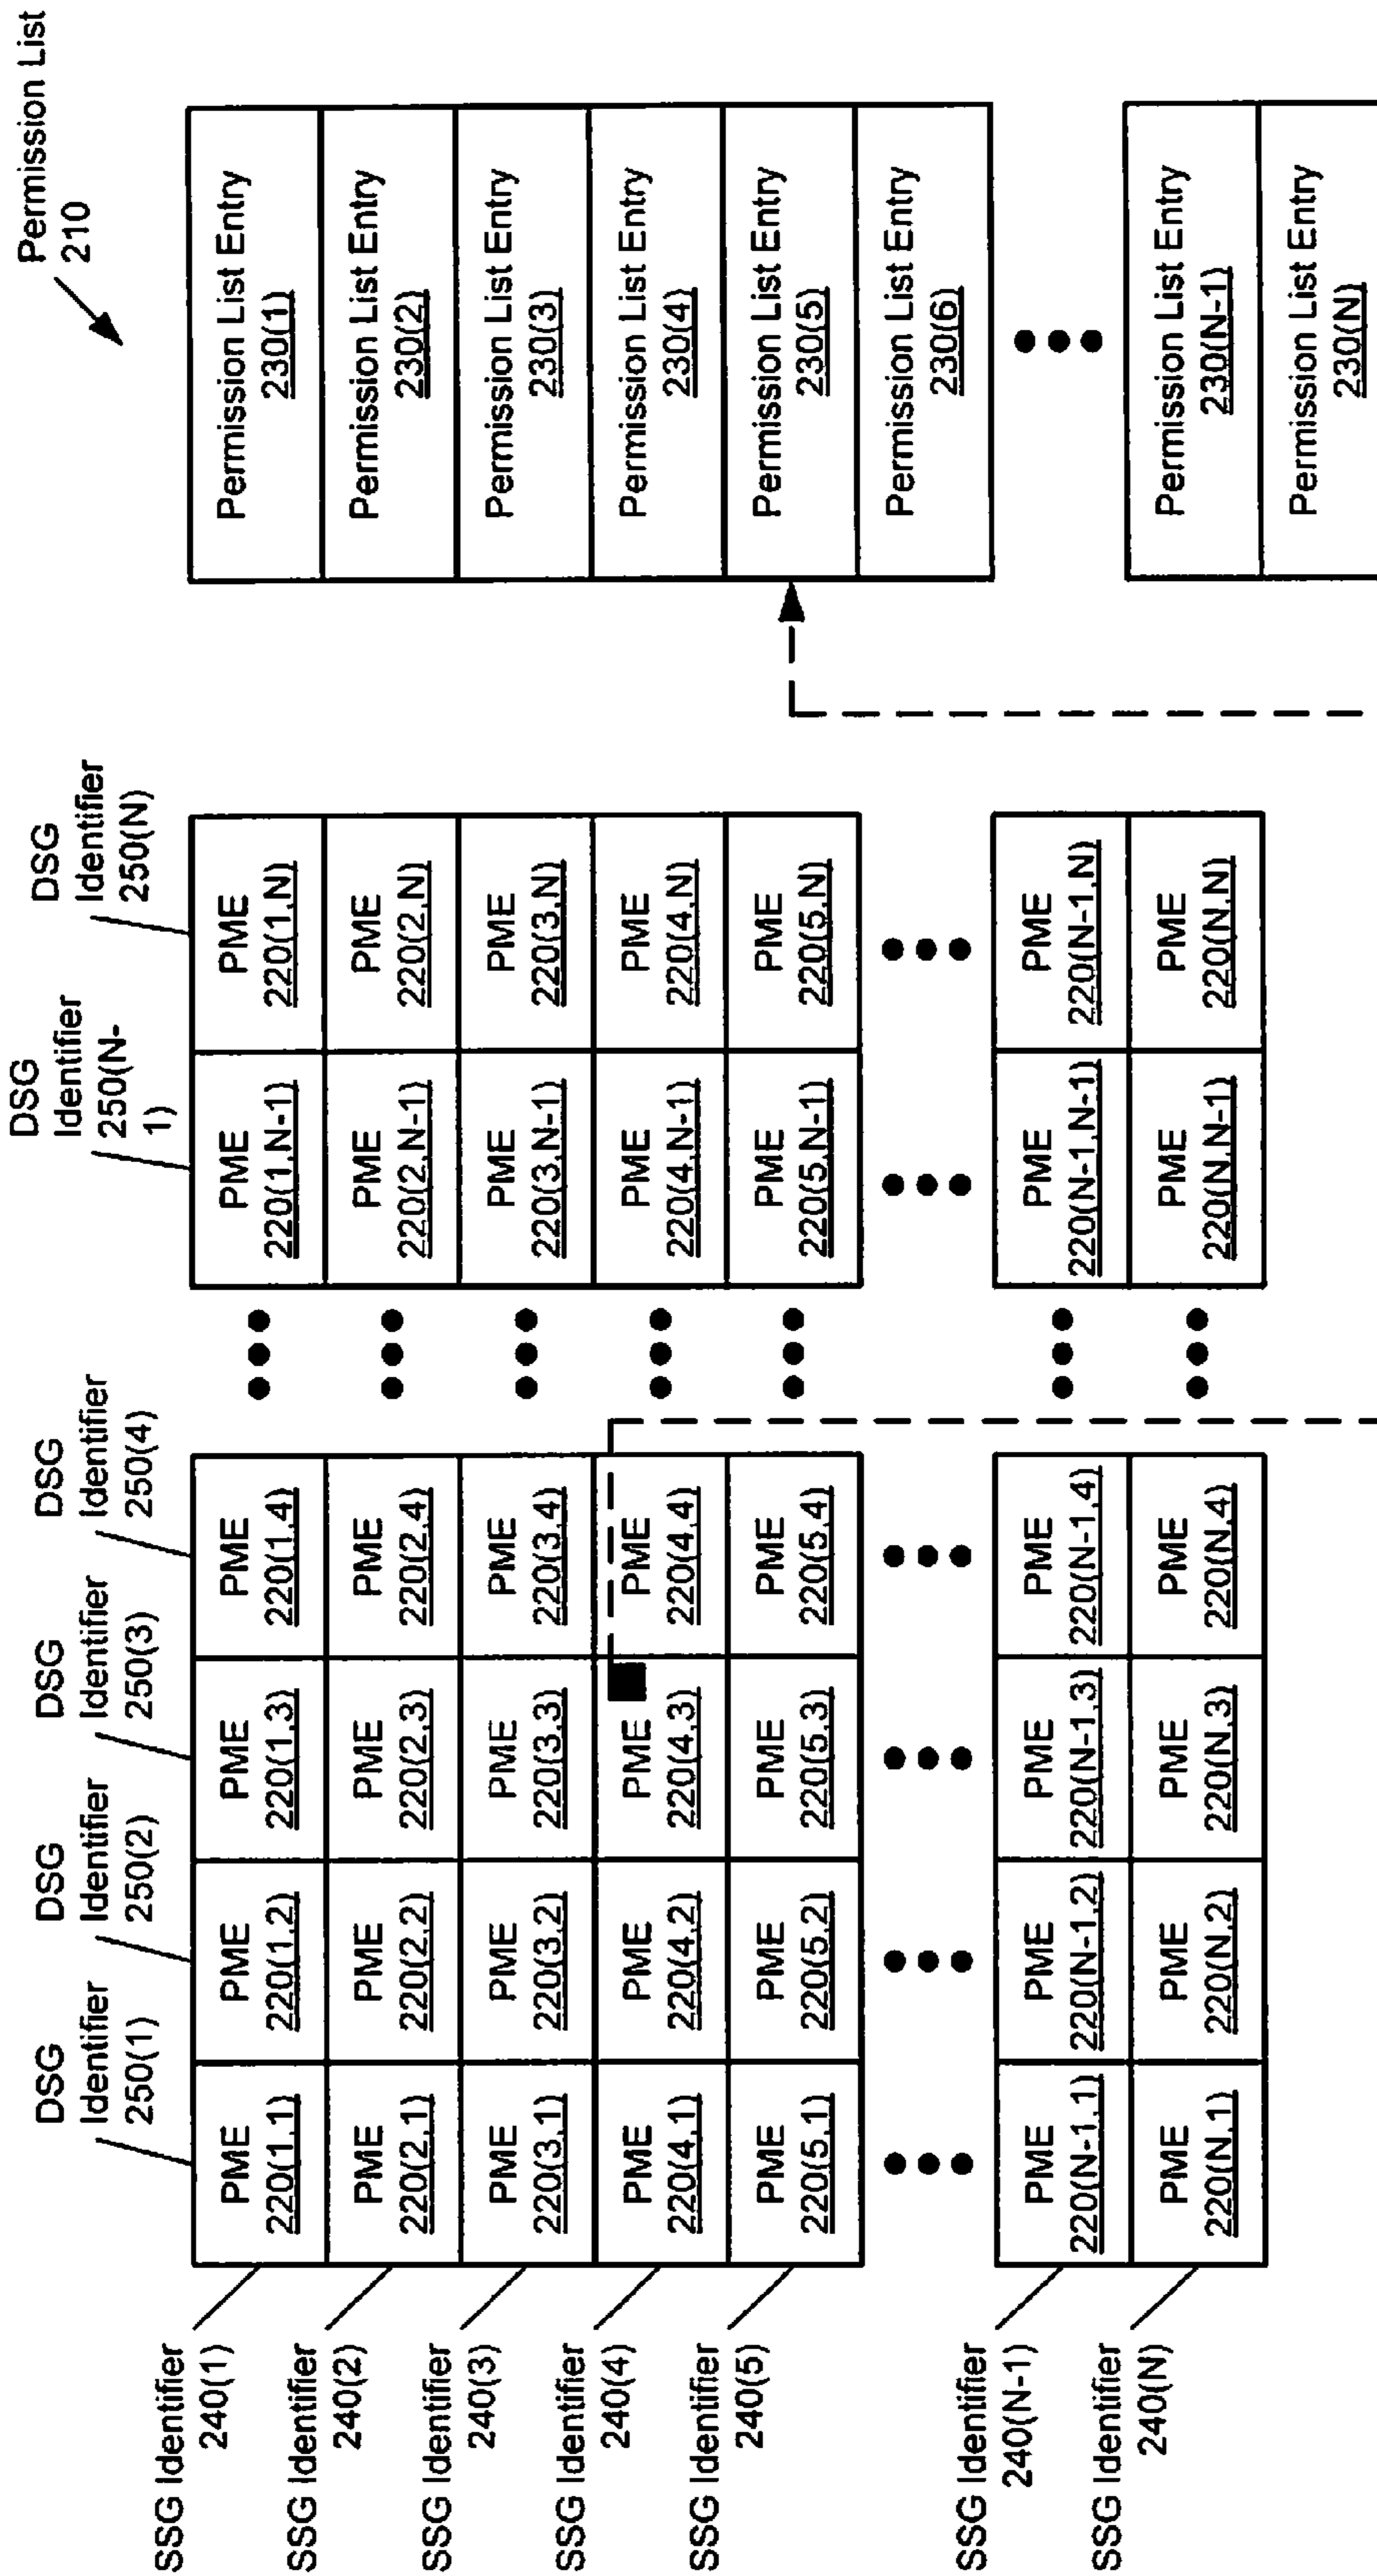 Permission List
210
DSG
Identifier
250(1)
DSG
Identifier
250(2)
DSG
Identifier
250(3)
DSG
Identifier
250(4)
DSG
Identifier
250(N-
1)
DSG
Identifier
250(N)
SSG Identifier
240(1)
PME
220(1,1)
PME
220(1,2)
PME
220(1,3)
PME
220(1,4)
PME
220(1,N-1)
PME
220(1,N)
SSG Identifier
240(2)
PME
220(2,1)
PME
220(2,2)
PME
220(2,3)
PME
220(2,4)
PME
220(2,N-1)
PME
220(2,N)
SSG Identifier
240(3)
PME
220(3,1)
PME
220(3,2)
PME
220(3,3)
PME
220(3,4)
PME
220(3,N-1)
PME
220(3,N)
SSG Identifier
240(4)
PME
220(4,1)
PME
220(4,2)
PME
220(4,3)
PME
220(4,4)
PME
220(4,N-1)
PME
220(4,N)
SSG Identifier
240(5)
PME
220(5,1)
PME
220(5,2)
PME
220(5,3)
PME
220(5,4)
PME
220(5,N-1)
PME
220(5,N)
SSG Identifier
240(N-1)
PME
220(N-1,1)
PME
220(N-1,2)
PME
220(N-1,3)
PME
220(N-1,4)
PME
220(N-1,N-1)
PME
220(N-1,N)
SSG Identifier
240(N)
PME
220(N,1)
PME
220(N,2)
PME
220(N,3)
PME
220(N,4)
PME
220(N,N-1)
PME
220(N,N)
Permission List Entry
230(1)
Permission List Entry
230(2)
Permission List Entry
230(3)
Permission List Entry
230(4)
Permission List Entry
230(5)
Permission List Entry
230(6)
Permission List Entry
230(N-1)
Permission List Entry
230(N)